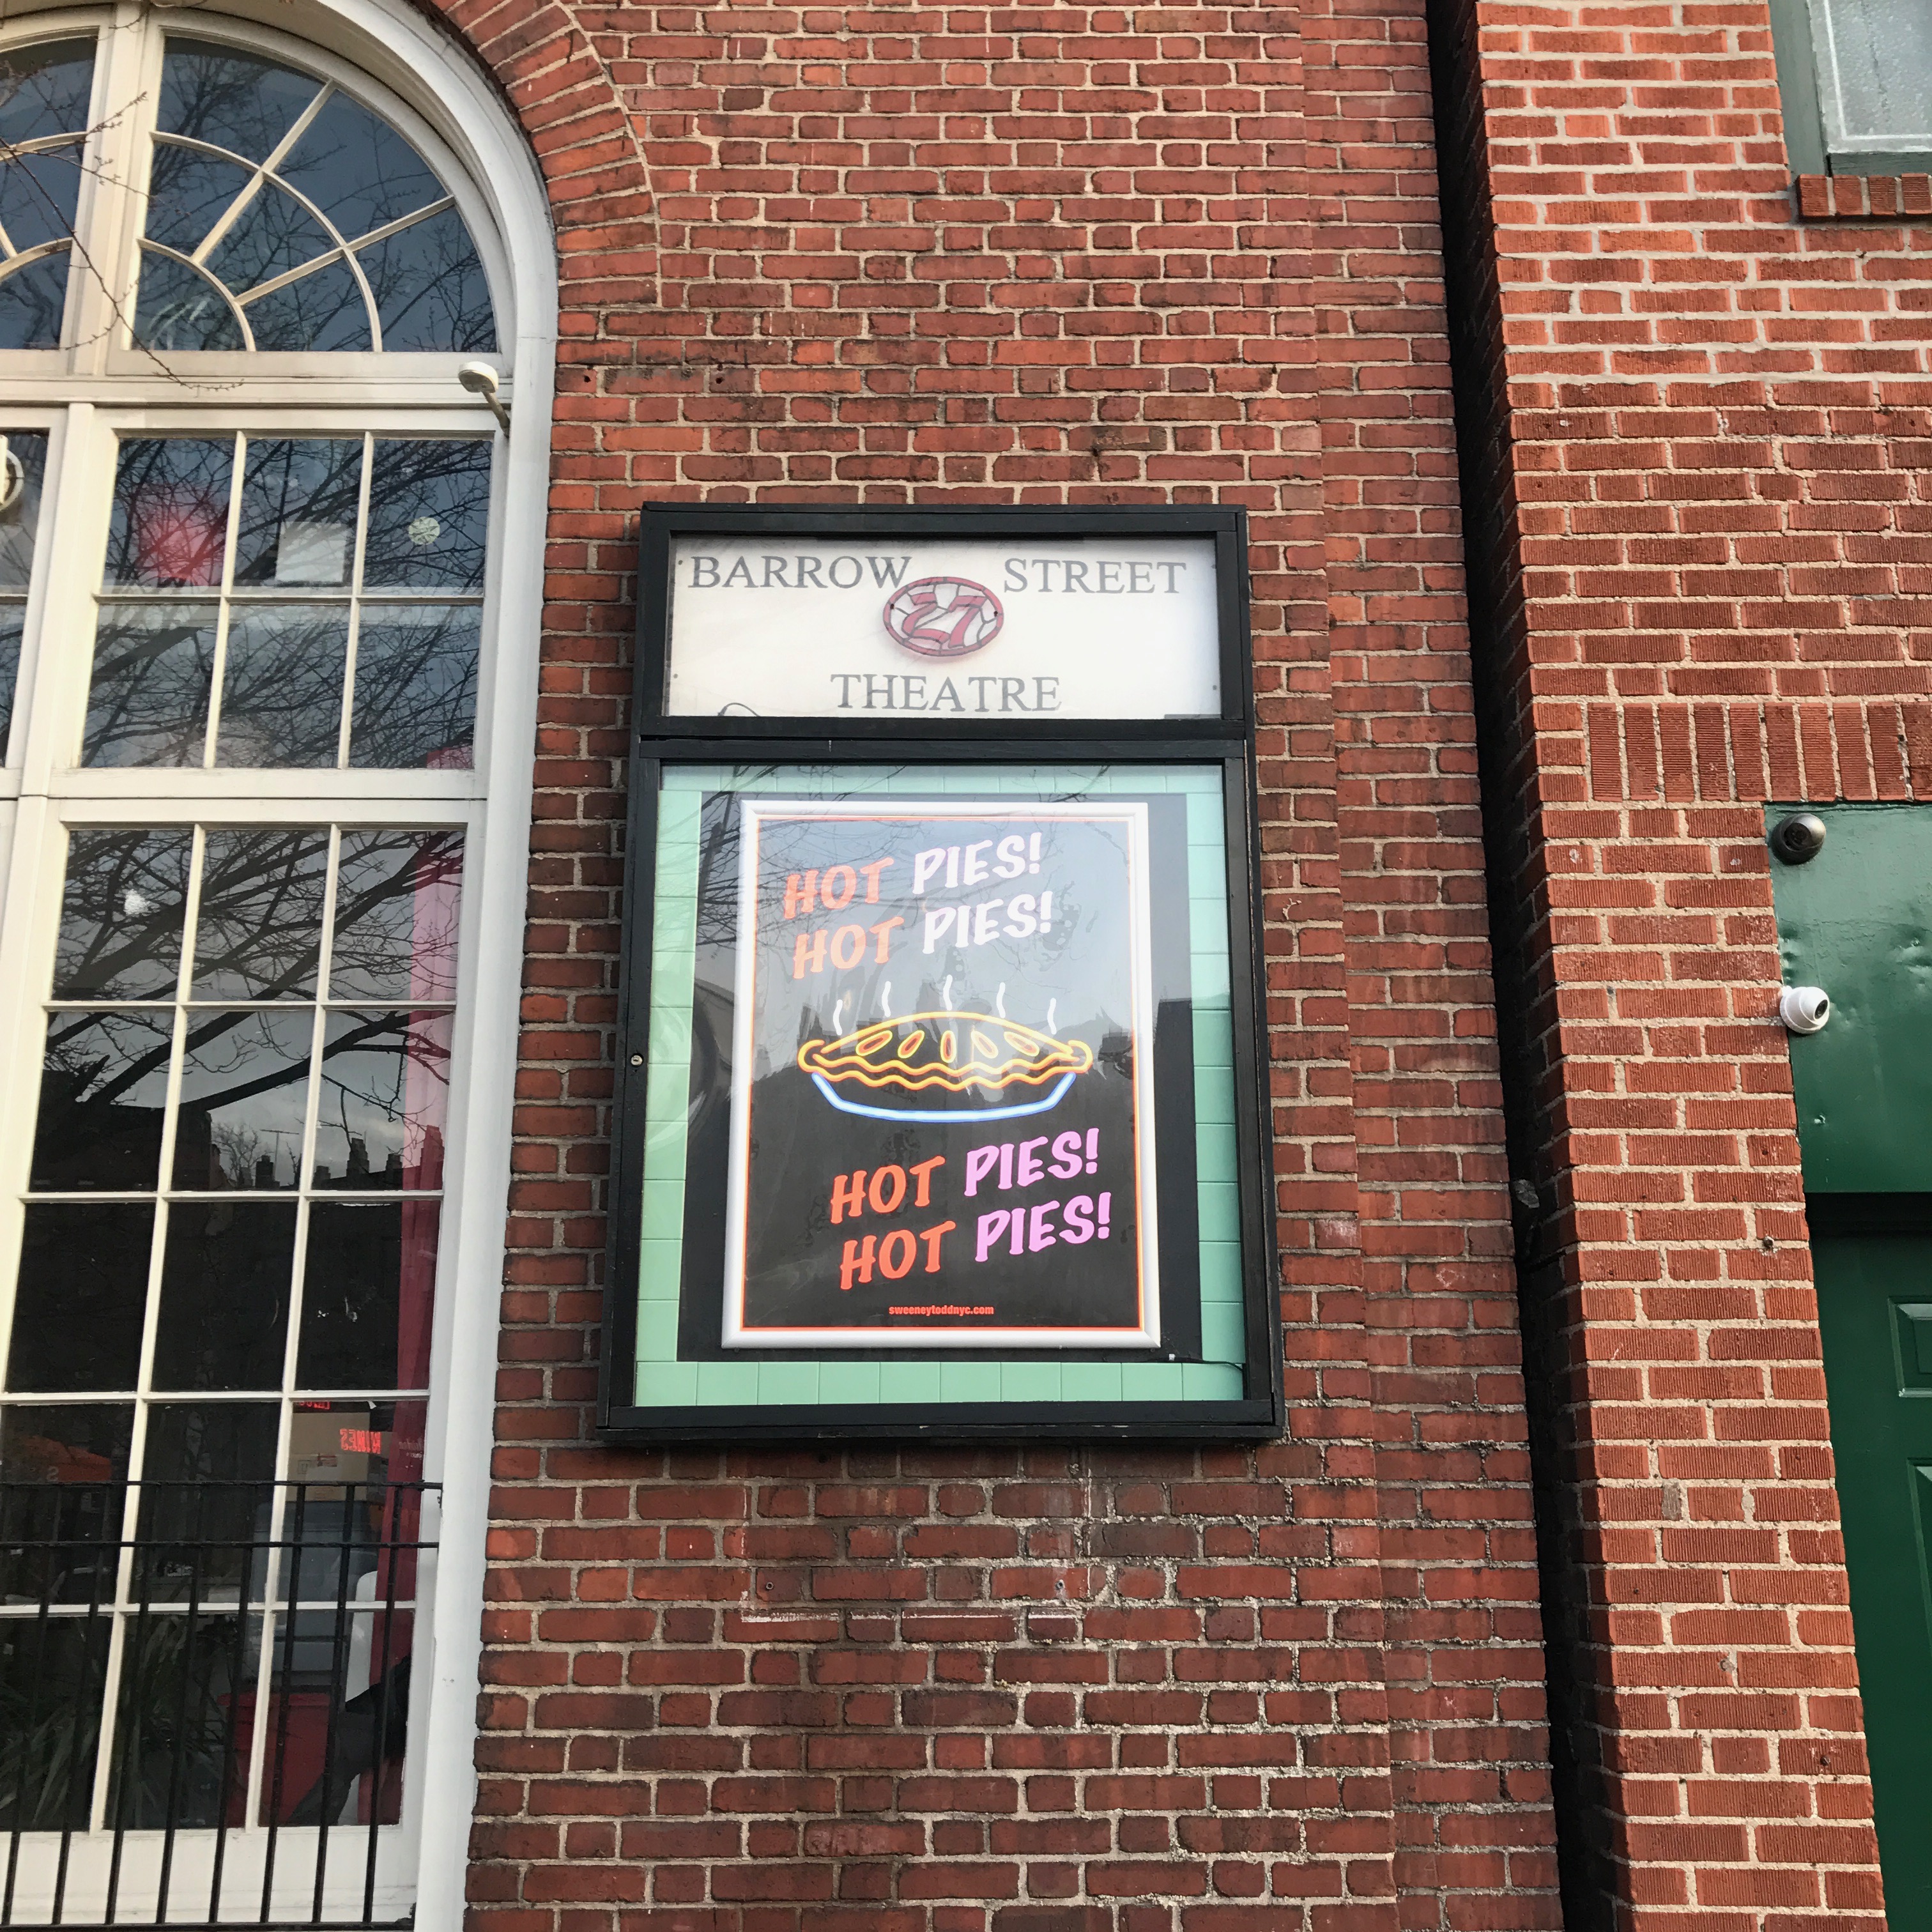 BARROW STREET
27
THEATRE
HOT PIES!
HOT PIES!
HOT PIES!
HOT PIES!
sweeneytoddnyc.com